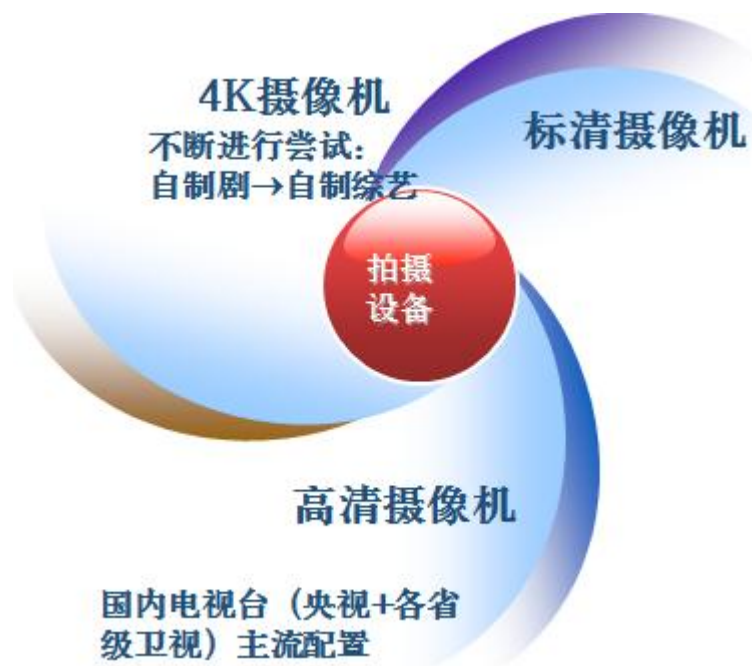 4K摄像机
不断进行尝试：
自制剧→自制综艺
标清摄像机
拍摄
设备
高清摄像机
国内电视台（央视+各省
级卫视）主流配置